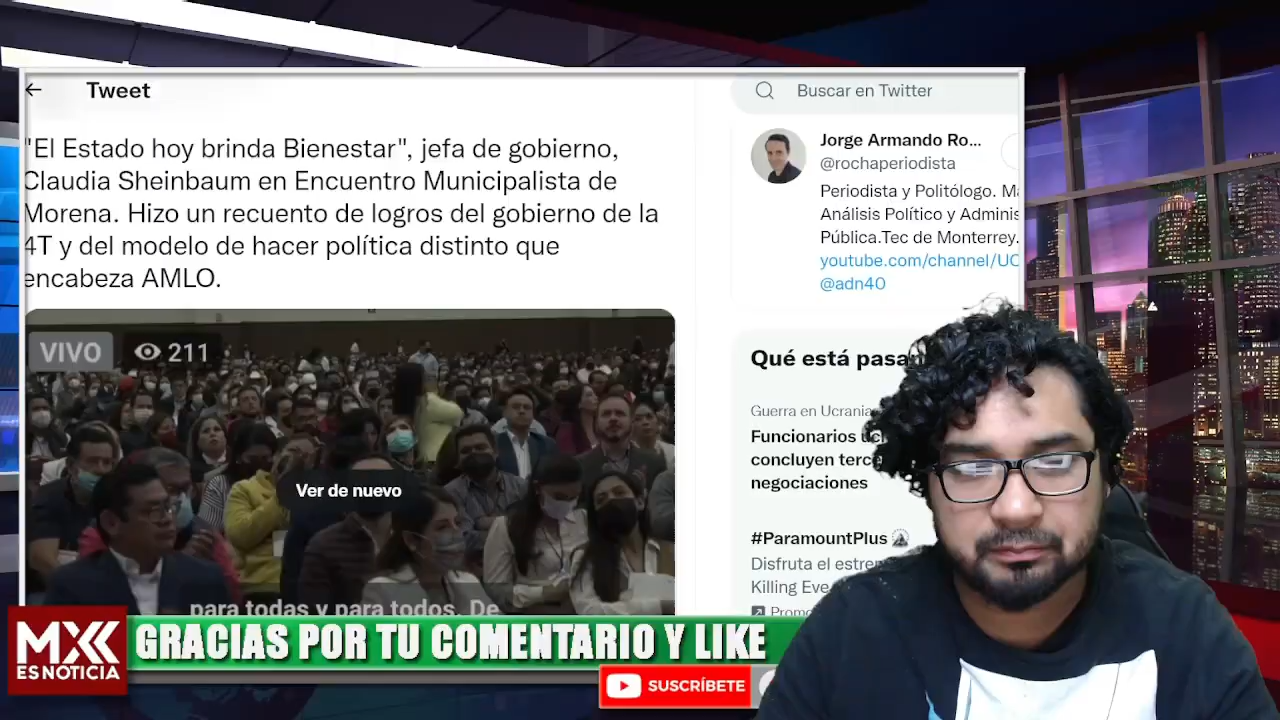 Tweet
"El Estado hoy brinda Bienestar", jefa de gobierno,
Claudia Sheinbaum en Encuentro Municipalista de
Morena. Hizo un recuento de logros del gobierno de la
4T y del modelo de hacer política distinto que
encabeza AMLO.
VIVO 211
Ver de nuevo
para todas y para todos. De
Buscar en Twitter
Jorge Armando Ro...
@rochaperiodista
Periodista y Politólogo.
Análisis Político y
Pública.Tec de Monterrey.
youtube.com/channel/UC
@adn40
Qué está
Guerra en Ucrania
Funcionarios
concluyen
negociaciones
#ParamountPlus
Disfruta el
Killing Eve
MX
ES NOTICIA
GRACIAS POR TU COMENTARIO Y LIKE
SUSCRÍBETE